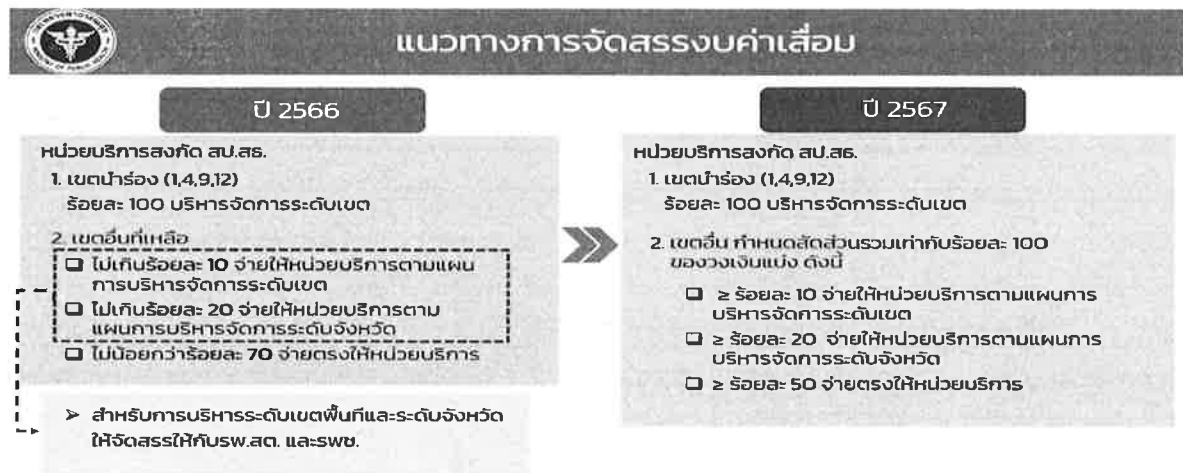 แนวทางการจัดสรรงบค่าเสื่อม
ปี 2566
หน่วยบริการสงกัด สป.สธ.
1. เขตนำร่อง (1,4,9,12)
ร้อยละ 100 บริหารจัดการระดับเขต
2. เขตอื่นที่เหลือ
❑ ไม่เกินร้อยละ 10 จ่ายให้หน่วยบริการตามแผน
การบริหารจัดการระดับเขต
❑ ไม่เกินร้อยละ 20 จ่ายให้หน่วยบริการตาม
แผนการบริหารจัดการระดับจังหวัด
❑ ไม่น้อยกว่าร้อยละ 70 จ่ายตรงให้หน่วยบริการ
➢ สำหรับการบริหารระดับเขตพื้นที่และระดับจังหวัด
ให้จัดสรรให้กับรพ.สต. และรพช.
ปี 2567
หน่วยบริการสงกัด สป.สธ.
1. เขตนำร่อง (1,4,9,12)
ร้อยละ 100 บริหารจัดการระดับเขต
2. เขตอื่น กำหนดสัดส่วนรวมเท่ากับร้อยละ 100
ของวงเงินแบ่ง ดังนี้
❑ ≥ ร้อยละ 10 จ่ายให้หน่วยบริการตามแผนการ
บริหารจัดการระดับเขต
❑ ≥ ร้อยละ 20 จ่ายให้หน่วยบริการตามแผนการ
บริหารจัดการระดับจังหวัด
❑ ≥ ร้อยละ 50 จ่ายตรงให้หน่วยบริการ